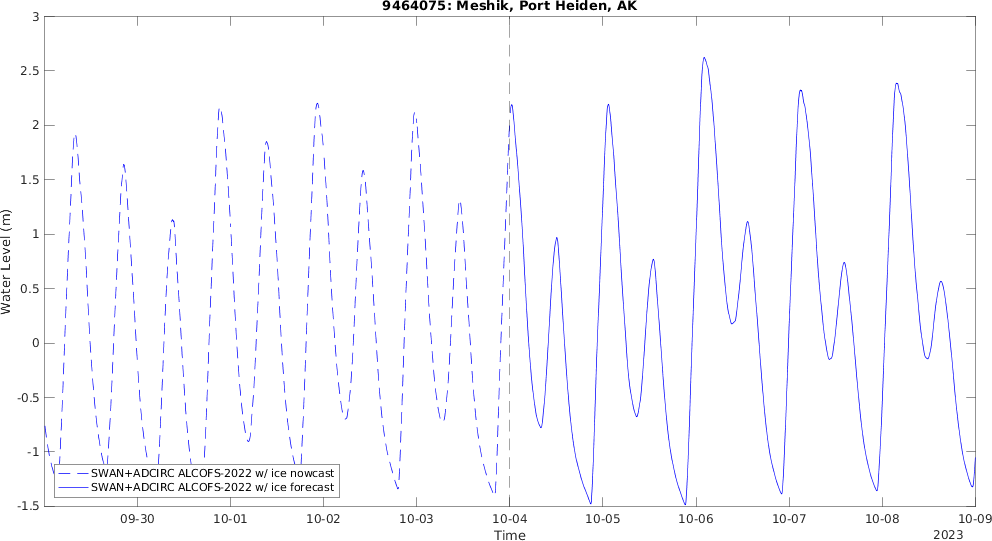 9464075: Meshik, Port Heiden, AK
3
2.5
2
1.5
1
0.5
0
-0.5
-1
-1.5
Water Level (m)
SWAN+ADCIRC ALCOFS-2022 w/ ice nowcast
SWAN+ADCIRC ALCOFS-2022 w/ ice forecast
09-30 10-01 10-02 10-03 10-04 10-05 10-06 10-07 10-08 10-09
Time
2023